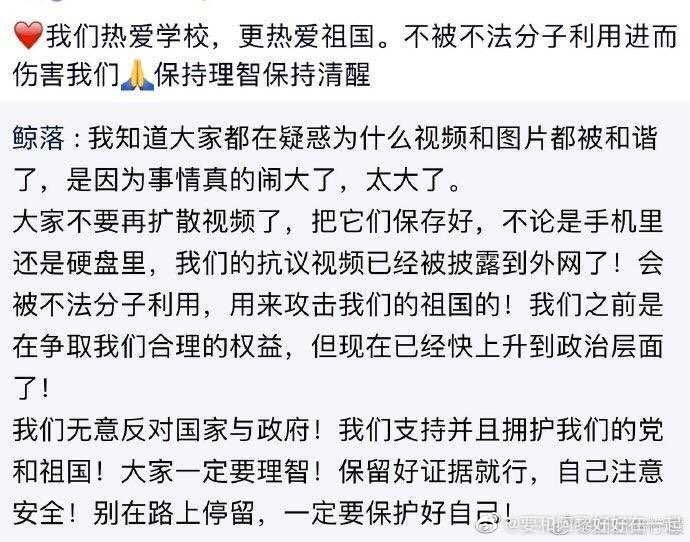 ❤️我们热爱学校，更热爱祖国。不被不法分子利用进而
伤害我们🙏保持理智保持清醒
鲸落 : 我知道大家都在疑惑为什么视频和图片都被和谐
了，是因为事情真的闹大了，太大了。
大家不要再扩散视频了，把它们保存好，不论是手机里
还是硬盘里，我们的抗议视频已经被披露到外网了！会
被不法分子利用，用来攻击我们的祖国的！我们之前是
在争取我们合理的权益，但现在已经快上升到政治层面
了！
我们无意反对国家与政府！我们支持并且拥护我们的党
和祖国！大家一定要理智！保留好证据就行，自己注意
安全！别在路上停留，一定要保护好自己！